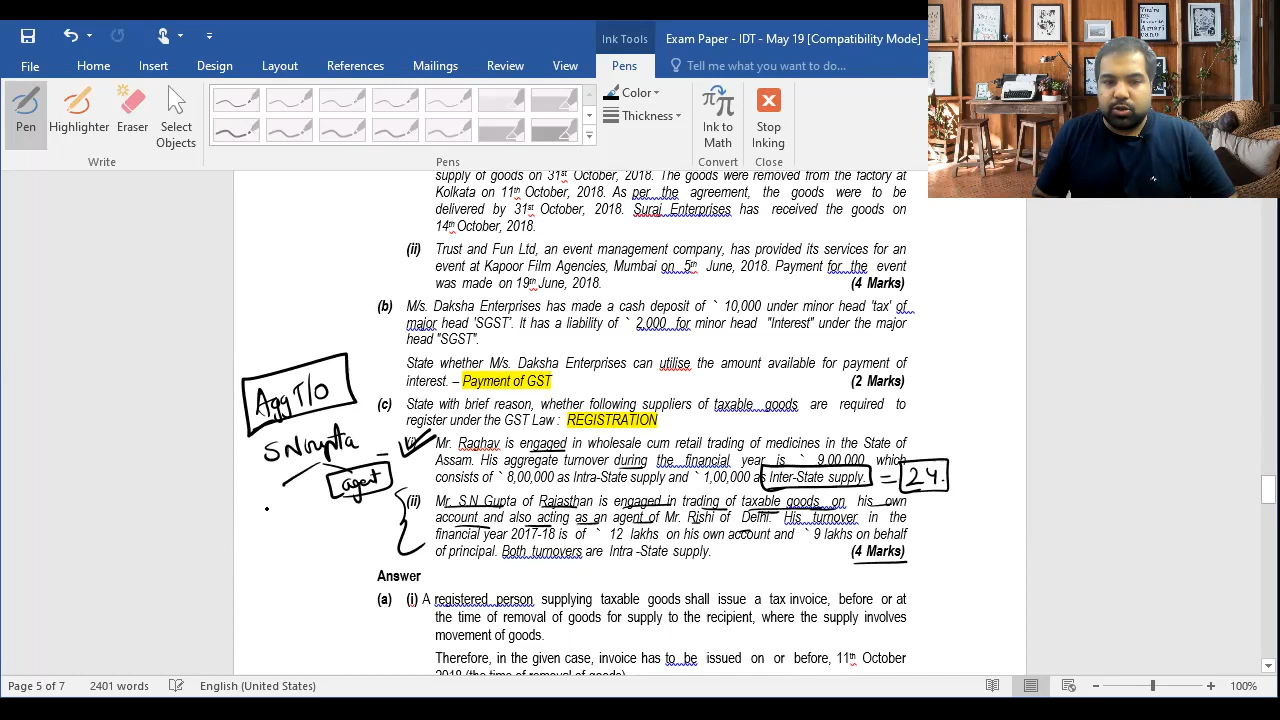 Ink Tools
Exam Paper - IDT - May 19 [Compatibility Mode] -
File Home Insert Design Layout References Mailings Review View Pens Tell me what you want to do...
Pen Highlighter Eraser Select Objects
Color
Thickness
Ink to Math
Stop Inking
Write Pens Convert Close
supply of goods on 31st October, 2018. The goods were removed from the factory at
Kolkata on 11th October, 2018. As per the agreement, the goods were to be
delivered by 31st October, 2018. Suraj Enterprises has received the goods on
14th October, 2018.
(ii) Trust and Fun Ltd, an event management company, has provided its services for an
event at Kapoor Film Agencies, Mumbai on 5th June, 2018. Payment for the event
was made on 19th June, 2018. (4 Marks)
(b) M/s. Daksha Enterprises has made a cash deposit of ` 10,000 under minor head 'tax' of
major head 'SGST'. It has a liability of ` 2,000 for minor head "Interest" under the major
head "SGST".
State whether M/s. Daksha Enterprises can utilise the amount available for payment of
interest. – Payment of GST (2 Marks)
Agg T/O
(c) State with brief reason, whether following suppliers of taxable goods are required to
register under the GST Law : REGISTRATION
S N Gupta
(i) Mr. Raghav is engaged in wholesale cum retail trading of medicines in the State of
Assam. His aggregate turnover during the financial year is ` 9,00,000 which
consists of ` 8,00,000 as Intra-State supply and ` 1,00,000 as Inter-State supply. = 24.
agent
(ii) Mr. S.N Gupta of Rajasthan is engaged in trading of taxable goods on his own
account and also acting as an agent of Mr. Rishi of Delhi. His turnover in the
financial year 2017-18 is of ` 12 lakhs on his own account and ` 9 lakhs on behalf
of principal. Both turnovers are Intra -State supply. (4 Marks)
Answer
(a) (i) A registered person supplying taxable goods shall issue a tax invoice, before or at
the time of removal of goods for supply to the recipient, where the supply involves
movement of goods.
Therefore, in the given case, invoice has to be issued on or before, 11th October
2018 (the time of removal of goods)
Page 5 of 7 2401 words English (United States) 100%